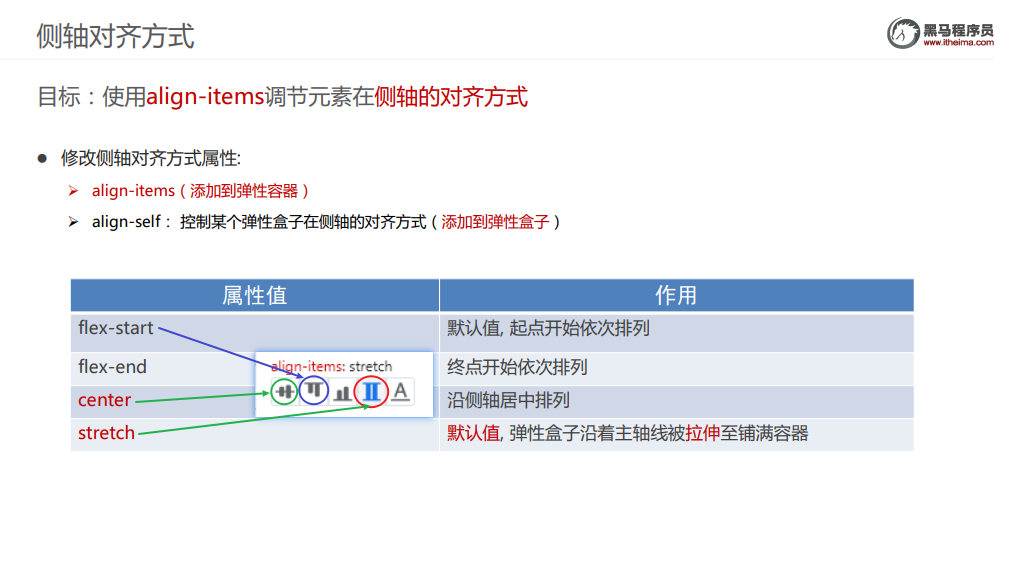 侧轴对齐方式
黑马程序员
www.itheima.com
目标：使用align-items调节元素在侧轴的对齐方式
修改侧轴对齐方式属性:
align-items（添加到弹性容器）
align-self： 控制某个弹性盒子在侧轴的对齐方式（添加到弹性盒子）
属性值 作用
flex-start 默认值, 起点开始依次排列
flex-end 终点开始依次排列
align-items: stretch
A
center 沿侧轴居中排列
stretch 默认值, 弹性盒子沿着主轴线被拉伸至铺满容器